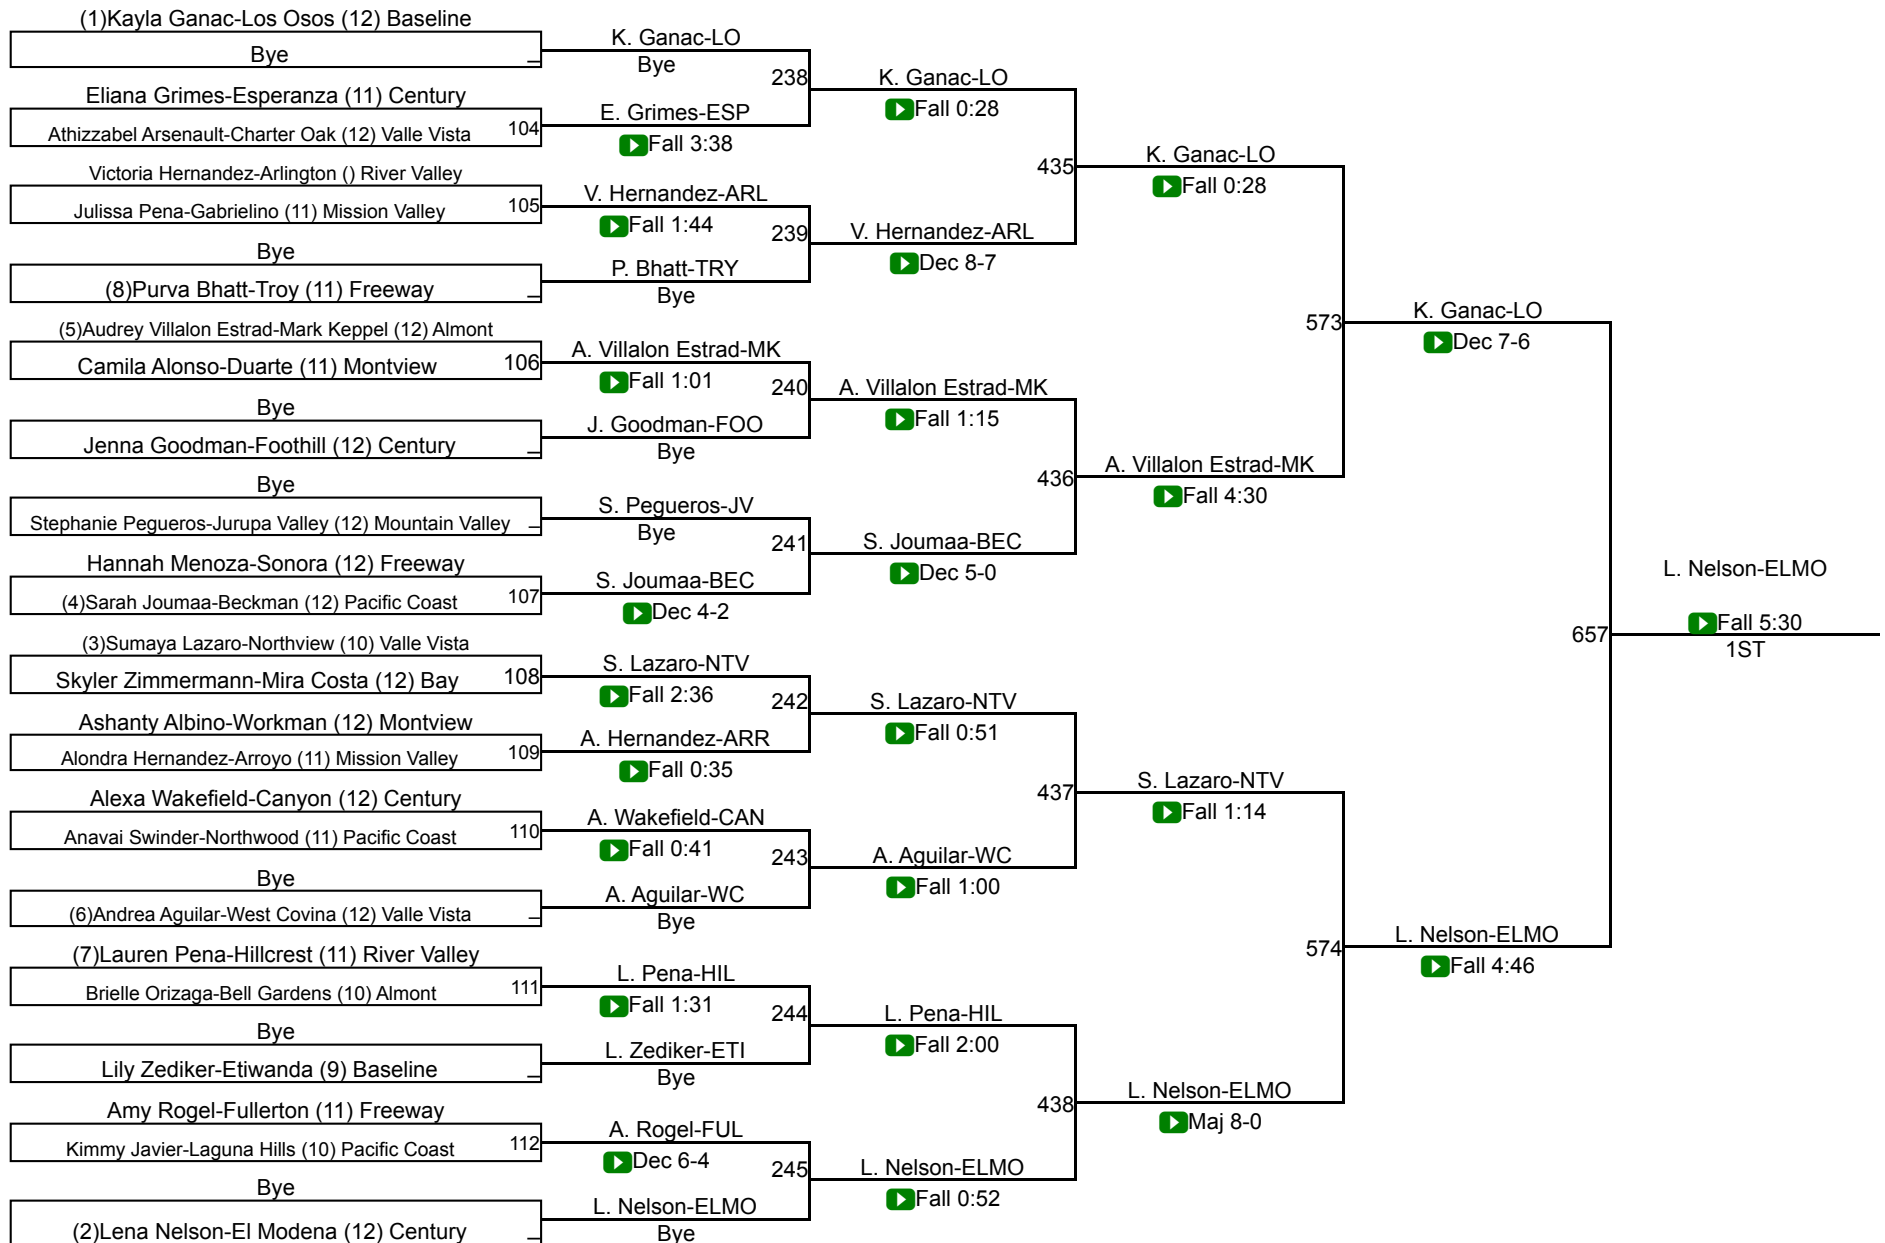 (1)Kayla Ganac-Los Osos (12) Baseline
Bye
Eliana Grimes-Esperanza (11) Century
Athizzabel Arsenault-Charter Oak (12) Valle Vista
104
Victoria Hernandez-Arlington () River Valley
Julissa Pena-Gabrielino (11) Mission Valley
105
Bye
(8)Purva Bhatt-Troy (11) Freeway
(5)Audrey Villalon Estrad-Mark Keppel (12) Almont
Camila Alonso-Duarte (11) Montview
106
Bye
Jenna Goodman-Foothill (12) Century
Bye
Stephanie Pegueros-Jurupa Valley (12) Mountain Valley
Hannah Menoza-Sonora (12) Freeway
(4)Sarah Joumaa-Beckman (12) Pacific Coast
107
(3)Sumaya Lazaro-Northview (10) Valle Vista
Skyler Zimmermann-Mira Costa (12) Bay
108
Ashanty Albino-Workman (12) Montview
Alondra Hernandez-Arroyo (11) Mission Valley
109
Alexa Wakefield-Canyon (12) Century
Anavai Swinder-Northwood (11) Pacific Coast
110
Bye
(6)Andrea Aguilar-West Covina (12) Valle Vista
(7)Lauren Pena-Hillcrest (11) River Valley
Brielle Orizaga-Bell Gardens (10) Almont
111
Bye
Lily Zediker-Etiwanda (9) Baseline
Amy Rogel-Fullerton (11) Freeway
Kimmy Javier-Laguna Hills (10) Pacific Coast
112
Bye
(2)Lena Nelson-El Modena (12) Century
K. Ganac-LO
Bye
238
E. Grimes-ESP
Fall 3:38
V. Hernandez-ARL
Fall 1:44
239
P. Bhatt-TRY
Bye
A. Villalon Estrad-MK
Fall 1:01
240
J. Goodman-FOO
Bye
S. Pegueros-JV
Bye
241
S. Joumaa-BEC
Dec 4-2
S. Lazaro-NTV
Fall 2:36
242
A. Hernandez-ARR
Fall 0:35
A. Wakefield-CAN
Fall 0:41
243
A. Aguilar-WC
Bye
L. Pena-HIL
Fall 1:31
244
L. Zediker-ETI
Bye
A. Rogel-FUL
Dec 6-4
245
L. Nelson-ELMO
Bye
K. Ganac-LO
Fall 0:28
435
V. Hernandez-ARL
Dec 8-7
A. Villalon Estrad-MK
Fall 1:15
436
S. Joumaa-BEC
Dec 5-0
S. Lazaro-NTV
Fall 0:51
437
A. Aguilar-WC
Fall 1:00
L. Pena-HIL
Fall 2:00
438
L. Nelson-ELMO
Fall 0:52
K. Ganac-LO
Fall 0:28
573
A. Villalon Estrad-MK
Fall 4:30
S. Lazaro-NTV
Fall 1:14
574
L. Nelson-ELMO
Maj 8-0
K. Ganac-LO
Dec 7-6
657
L. Nelson-ELMO
Fall 4:46
L. Nelson-ELMO
Fall 5:30
1ST